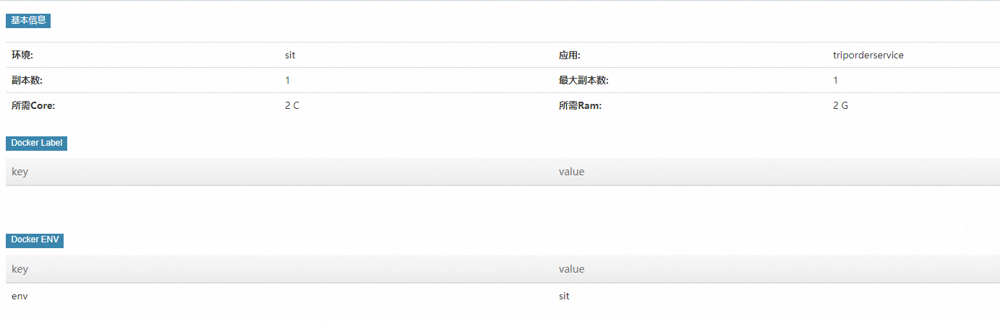 基本信息
环境: sit 应用: triporderservice
副本数: 1 最大副本数: 1
所需Core: 2 C 所需Ram: 2 G
Docker Label
key value
Docker ENV
key value
env sit